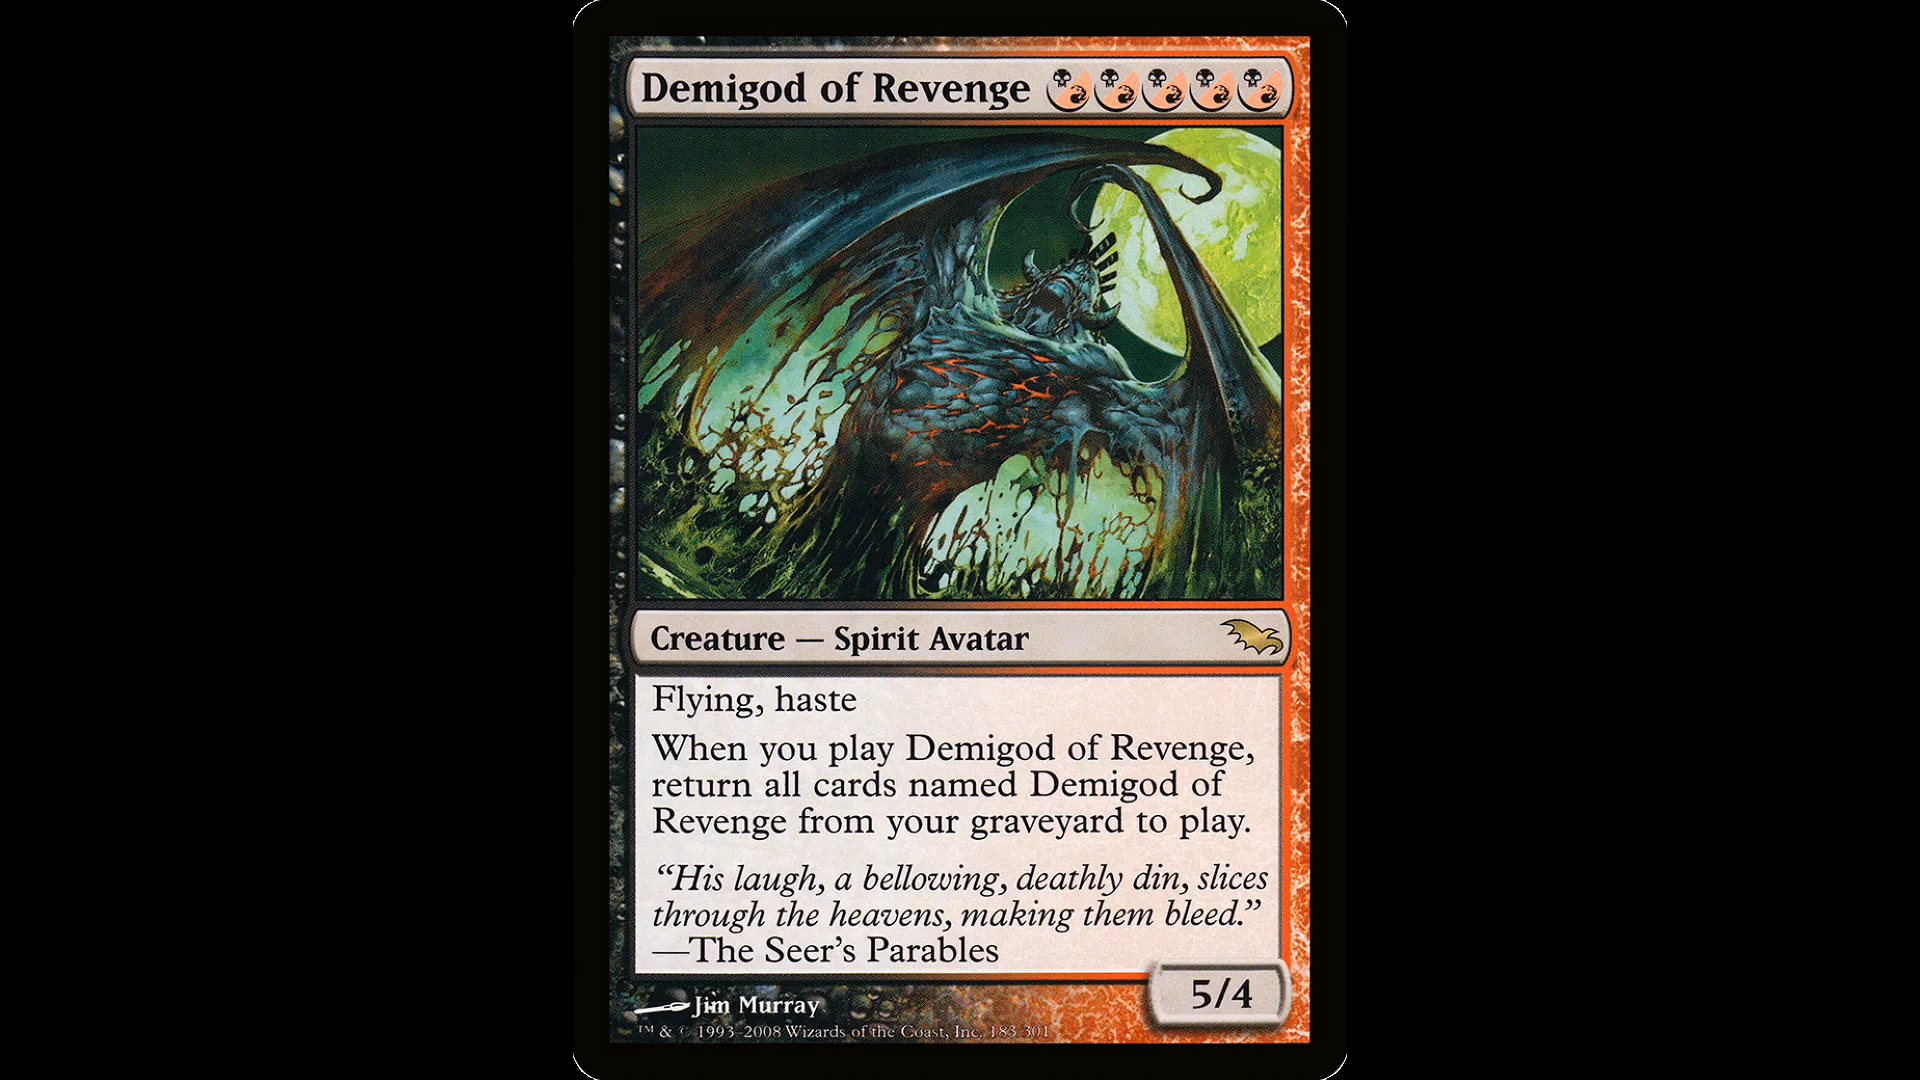 Demigod of Revenge
Creature — Spirit Avatar
Flying, haste
When you play Demigod of Revenge,
return all cards named Demigod of
Revenge from your graveyard to play.
“His laugh, a bellowing, deathly din, slices
through the heavens, making them bleed.”
—The Seer’s Parables
5/4
Jim Murray
™ & © 1993–2008 Wizards of the Coast, Inc. 183/301